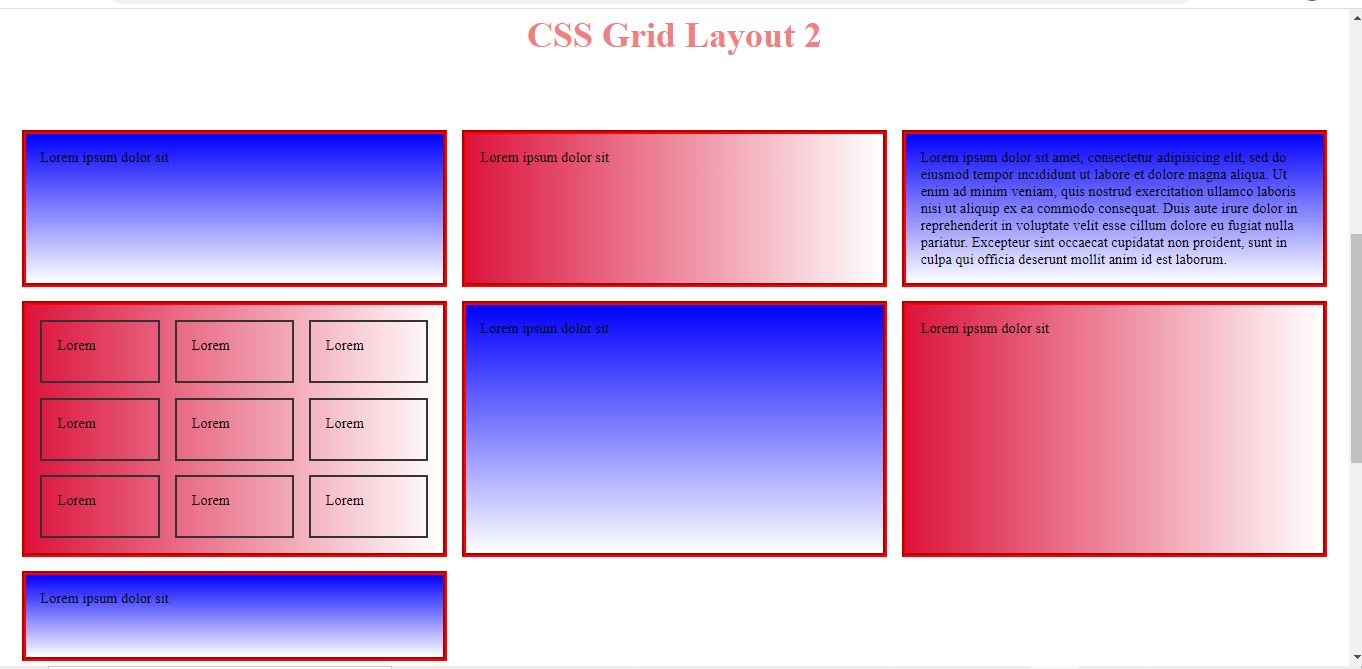 CSS Grid Layout 2
Lorem ipsum dolor sit
Lorem ipsum dolor sit
Lorem ipsum dolor sit amet, consectetur adipisicing elit, sed do
eiusmod tempor incididunt ut labore et dolore magna aliqua. Ut
enim ad minim veniam, quis nostrud exercitation ullamco laboris
nisi ut aliquip ex ea commodo consequat. Duis aute irure dolor in
reprehenderit in voluptate velit esse cillum dolore eu fugiat nulla
pariatur. Excepteur sint occaecat cupidatat non proident, sunt in
culpa qui officia deserunt mollit anim id est laborum.
Lorem
Lorem
Lorem
Lorem
Lorem
Lorem
Lorem
Lorem
Lorem
Lorem ipsum dolor sit
Lorem ipsum dolor sit
Lorem ipsum dolor sit